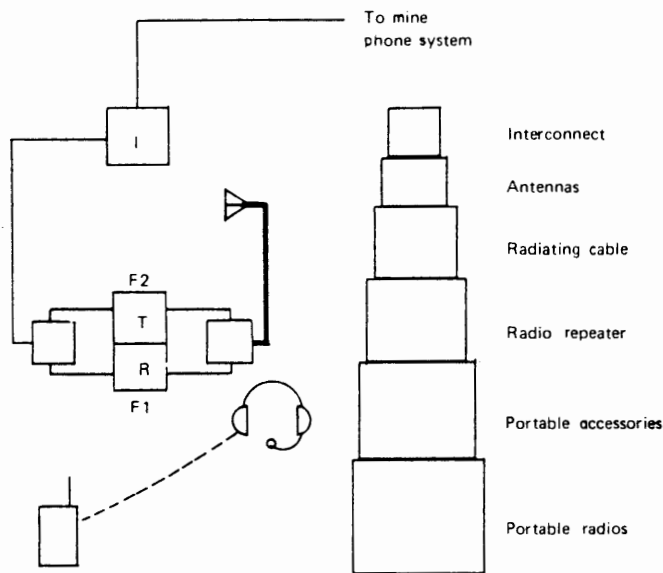 To mine
phone system
I
Interconnect
Antennas
Radiating cable
F2
T
Radio repeater
R
F1
Portable accessories
Portable radios